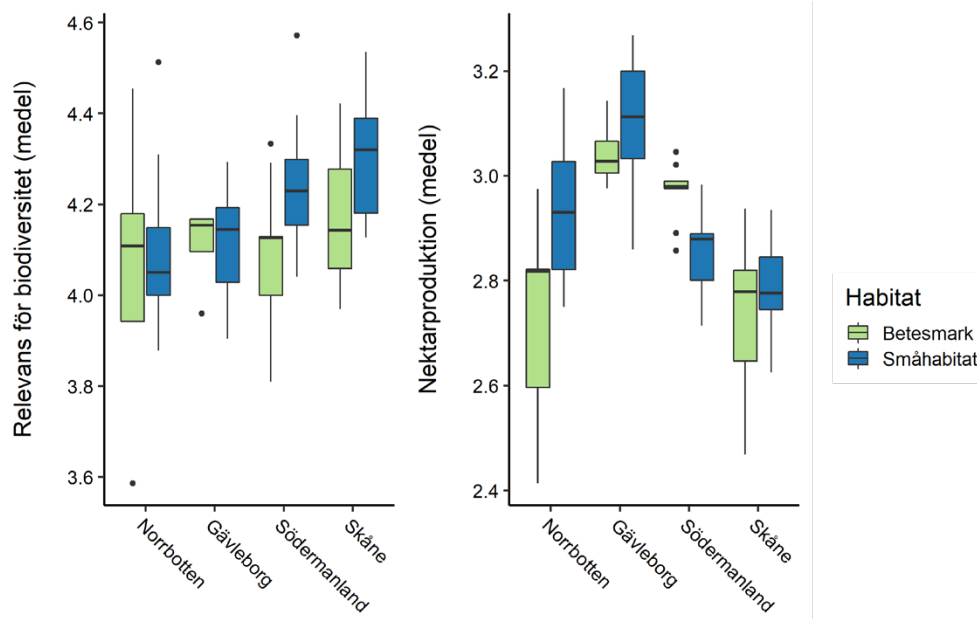 Relevans för biodiversitet (medel)
4.6
4.4
4.2
4.0
3.8
3.6
Norrbotten
Gävleborg
Södermanland
Skåne
Nektarproduktion (medel)
3.2
3.0
2.8
2.6
2.4
Norrbotten
Gävleborg
Södermanland
Skåne
Habitat
Betesmark
Småhabitat